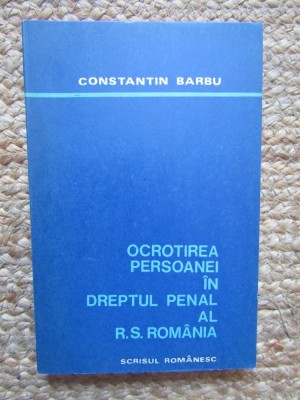 CONSTANTIN BARBU
OCROTIREA
PERSOANEI
ÎN
DREPTUL PENAL
AL
R.S. ROMÂNIA
SCRISUL ROMÂNESC